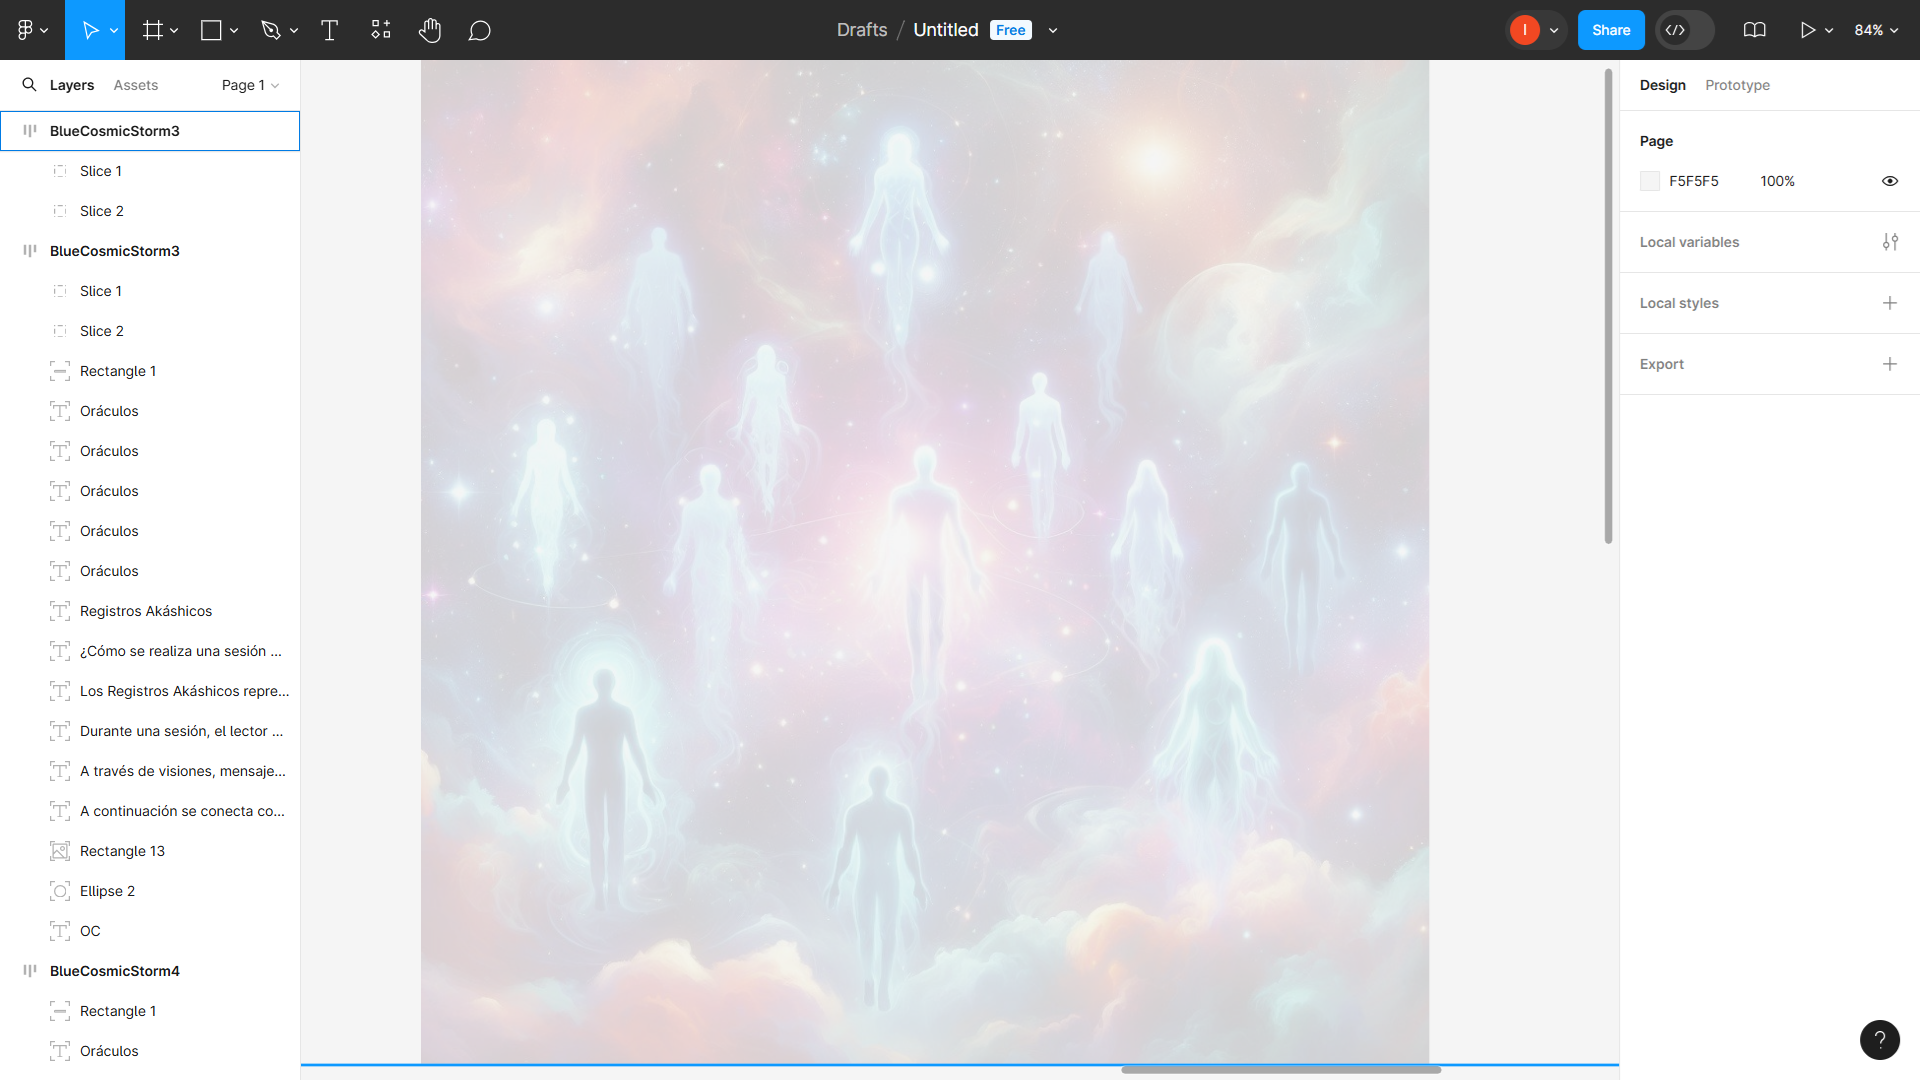 Drafts / Untitled Free
I
Share
84%
Layers Assets Page 1
BlueCosmicStorm3
Slice 1
Slice 2
BlueCosmicStorm3
Slice 1
Slice 2
Rectangle 1
Oráculos
Oráculos
Oráculos
Oráculos
Oráculos
Registros Akáshicos
¿Cómo se realiza una sesión ...
Los Registros Akáshicos repre...
Durante una sesión, el lector ...
A través de visiones, mensaje...
A continuación se conecta co...
Rectangle 13
Ellipse 2
OC
BlueCosmicStorm4
Rectangle 1
Oráculos
Design Prototype
Page
F5F5F5 100%
Local variables
Local styles
Export
?